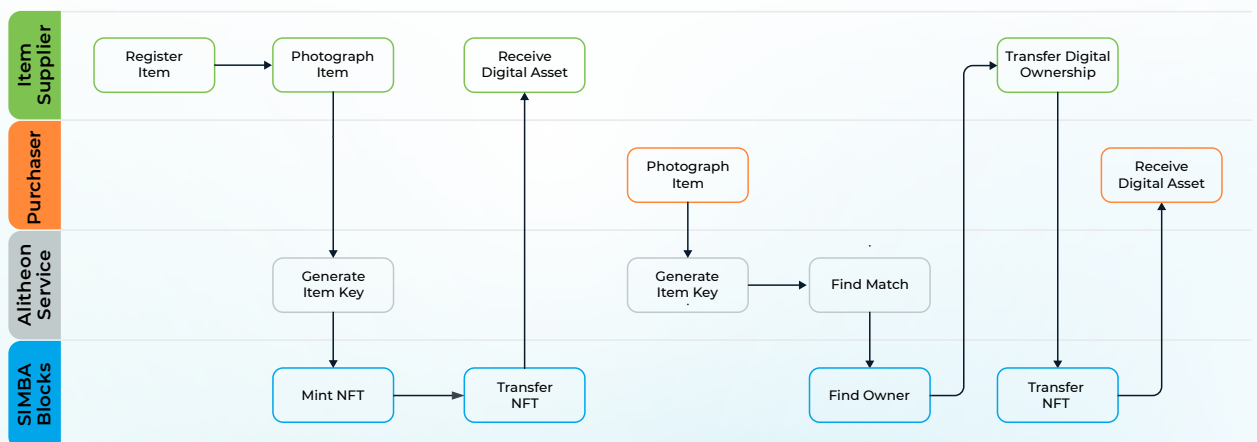 Item
Supplier
Register
Item
Photograph
Item
Receive
Digital Asset
Transfer Digital
Ownership
Purchaser
Photograph
Item
Receive
Digital Asset
Alitheon
Service
Generate
Item Key
Generate
Item Key
Find Match
SIMBA
Blocks
Mint NFT
Transfer
NFT
Find Owner
Transfer
NFT